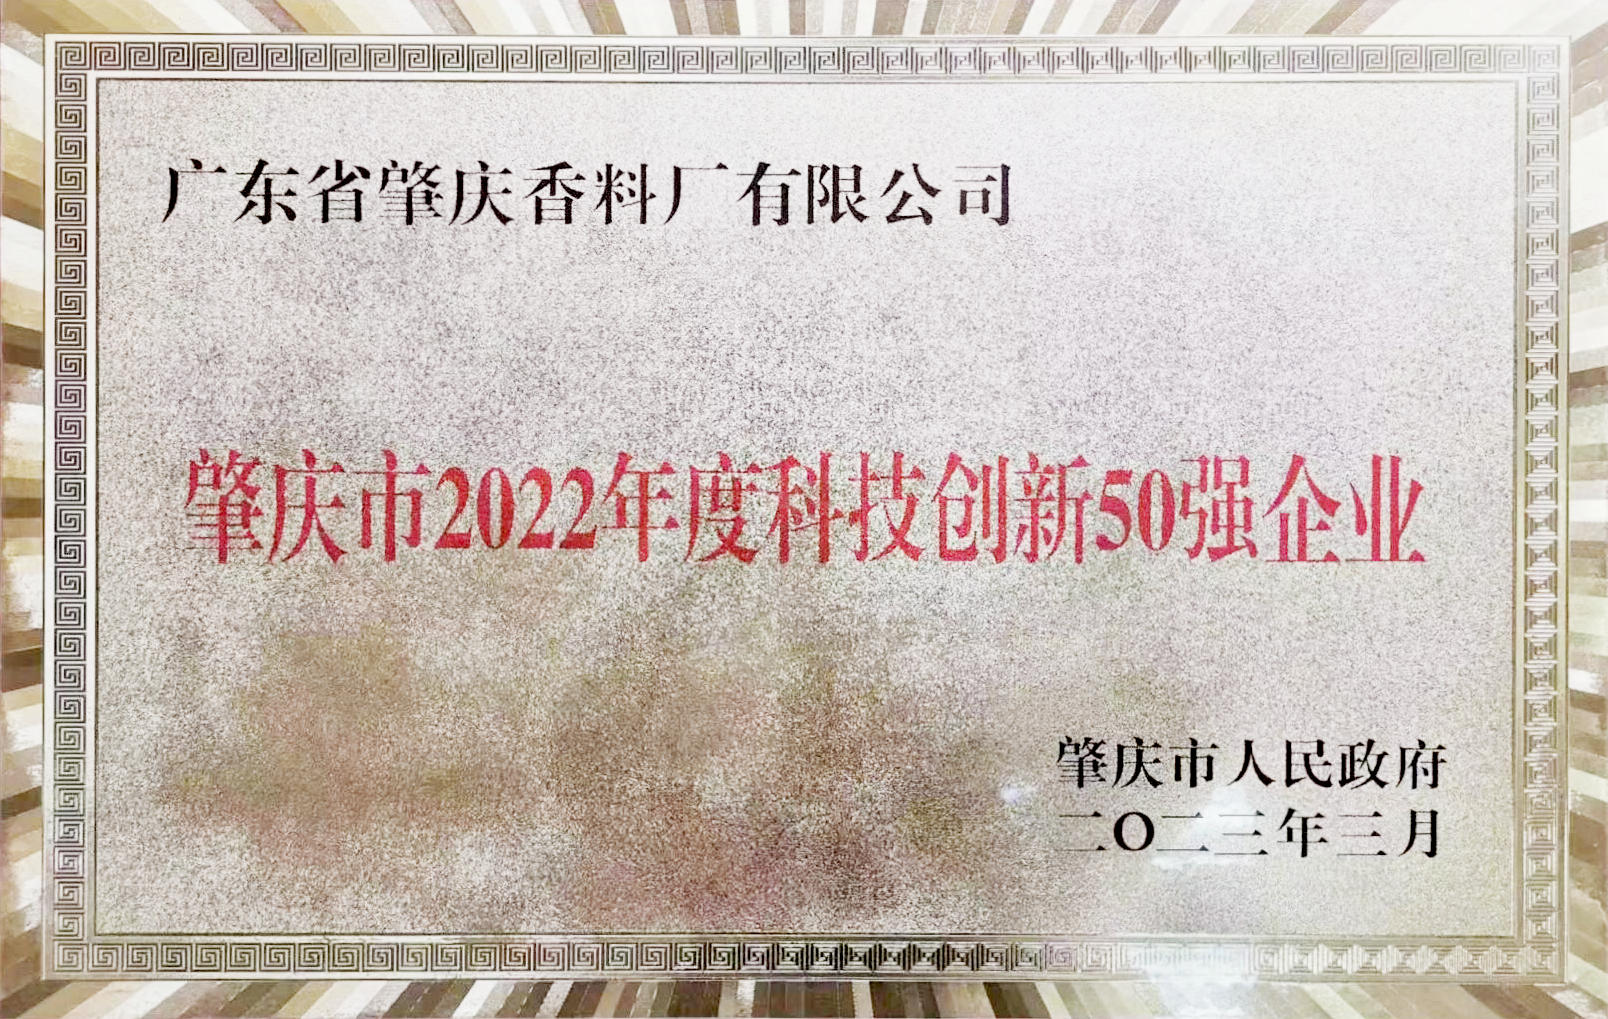 广东省肇庆香料厂有限公司
肇庆市2022年度科技创新50强企业
肇庆市人民政府
二O二三年三月